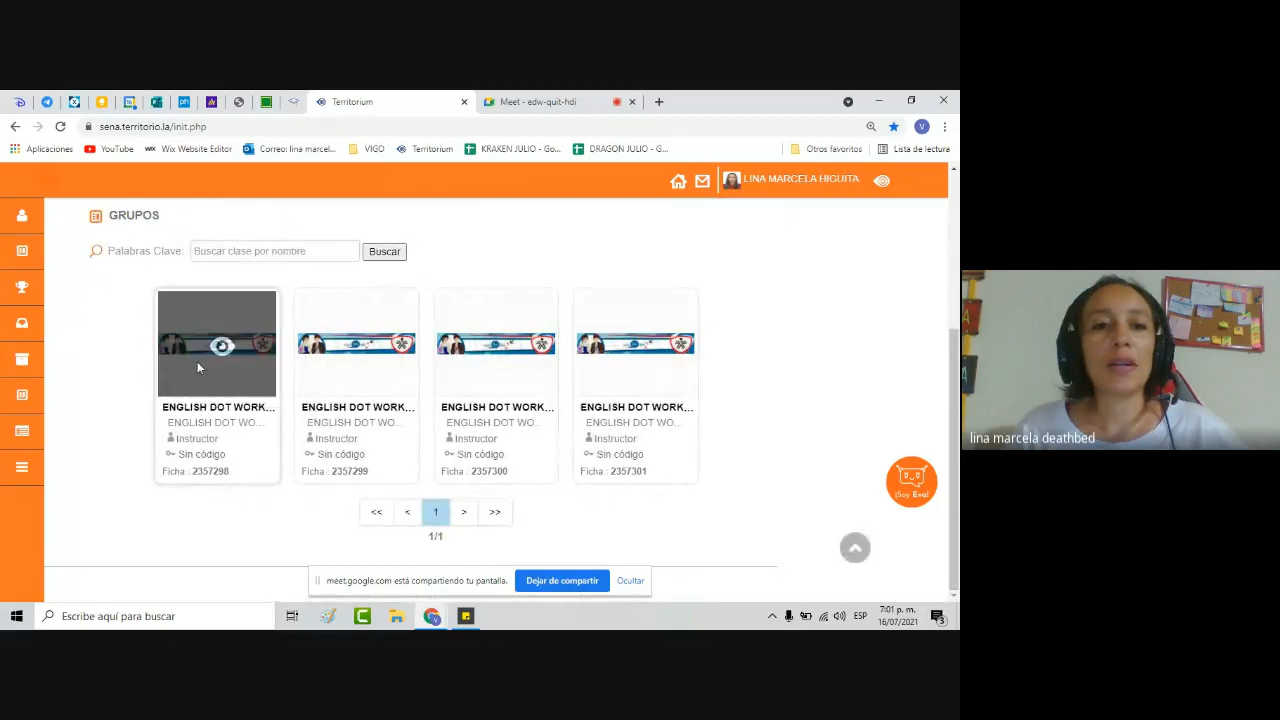 Territorium
Meet - edw-quit-hdi
sena.territorio.la/init.php
Aplicaciones
YouTube
WIX Wix Website Editor
Correo: lina marcel...
VIGO
Territorium
KRAKEN JULIO - Go...
DRAGON JULIO - G...
Otros favoritos
Lista de lectura
LINA MARCELA HIGUITA
GRUPOS
Palabras Clave:
Buscar clase por nombre
Buscar
ENGLISH DOT WORK...
ENGLISH DOT WO...
Instructor
Sin código
Ficha : 2357298
ENGLISH DOT WORK...
ENGLISH DOT WO...
Instructor
Sin código
Ficha : 2357299
ENGLISH DOT WORK...
ENGLISH DOT WO..
Instructor
Sin código
Ficha : 2357300
ENGLISH DOT WORK...
ENGLISH DOT WO...
Instructor
Sin código
Ficha : 2357301
<< < 1 > >>
1/1
¡Soy Evo!
meet.google.com está compartiendo tu pantalla.
Dejar de compartir
Ocultar
Escribe aquí para buscar
ESP
7:01 p. m.
16/07/2021
3
lina marcela deathbed